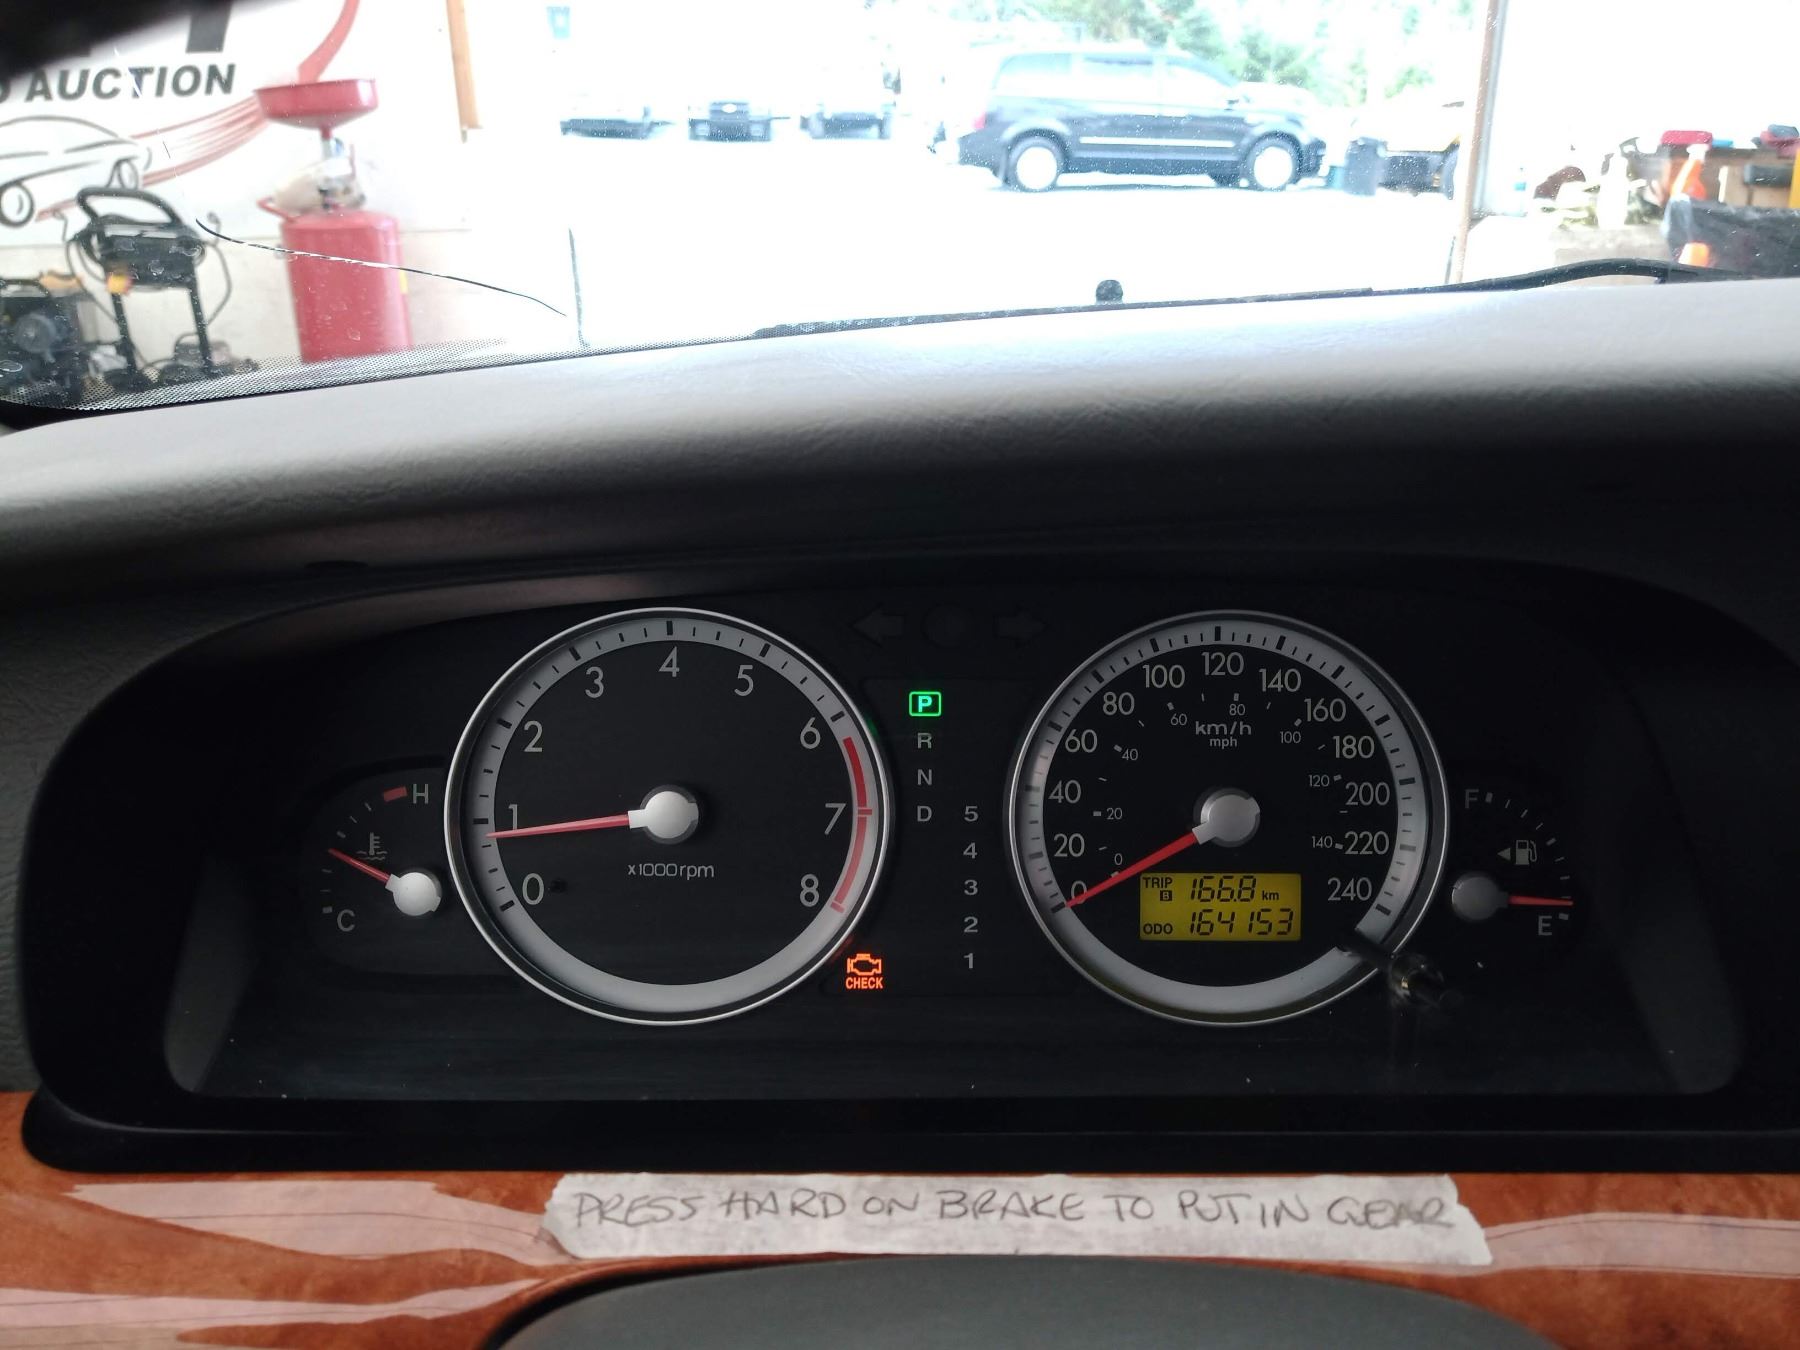 AUCTION
H
C
0
1
2
3
4
5
6
7
8
x1000rpm
P
R
N
D 5
4
3
2
1
CHECK
0
20
40
60
80
100
120
140
160
180
200
220
240
0
20
40
60
80
100
120
140
km/h
mph
TRIP B 166.8 km
ODO 164153
F
E
PRESS HARD ON BRAKE TO PUT IN GEAR